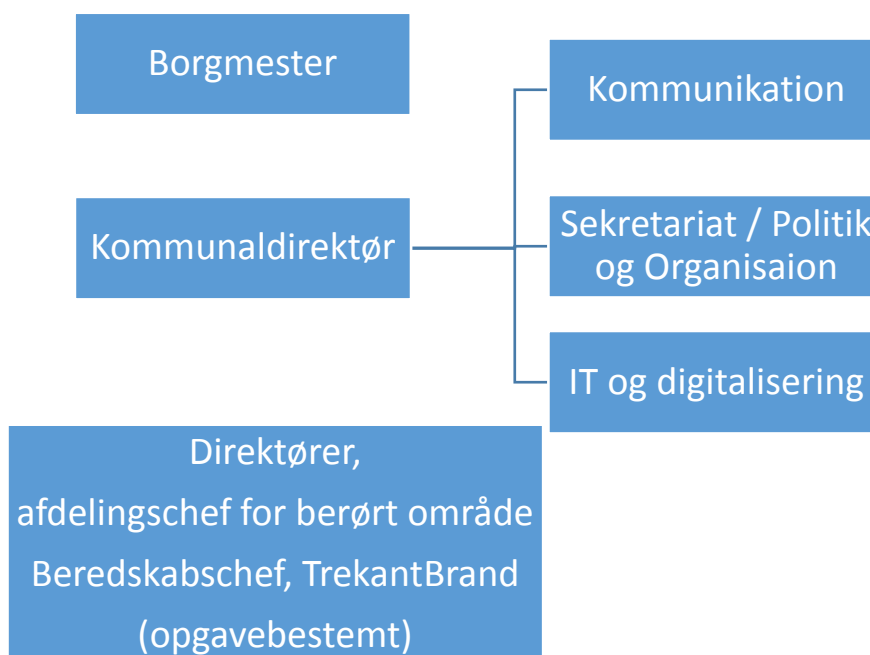 Borgmester
Kommunikation
Kommunaldirektør
Sekretariat / Politik
og Organisaion
IT og digitalisering
Direktører,
afdelingschef for berørt område
Beredskabschef, TrekantBrand
(opgavebestemt)